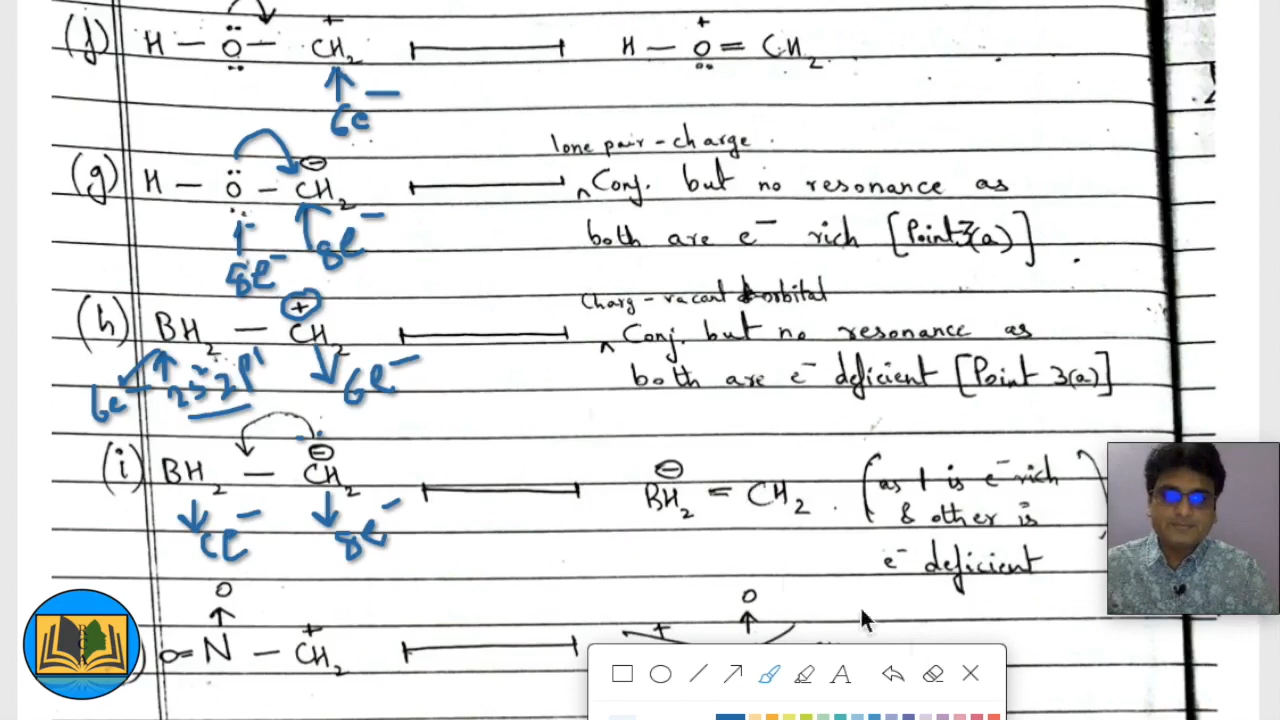 (f) H — O — CH2 + ⟷ H — O + = CH2
6e−
lone pair - charge
(g) H — O — CH2 ⊖ ⟷ ^ Conj. but no resonance as
both are e− rich [Point 3(a)]
8e− 8e−
Charg - vacant orbital
(h) BH2 — CH2 + ⟷ ^ Conj. but no resonance as
both are e− deficient [Point 3(a)]
6e− 2s2 2p1 6e−
(i) BH2 — CH2 ⊖ ⟷ BH2 ⊖ = CH2 . (as 1 is e− rich
& other is
e− deficient)
6e− 8e−
O O
↑ ↑
O=N — CH2 + ⟷ +
A